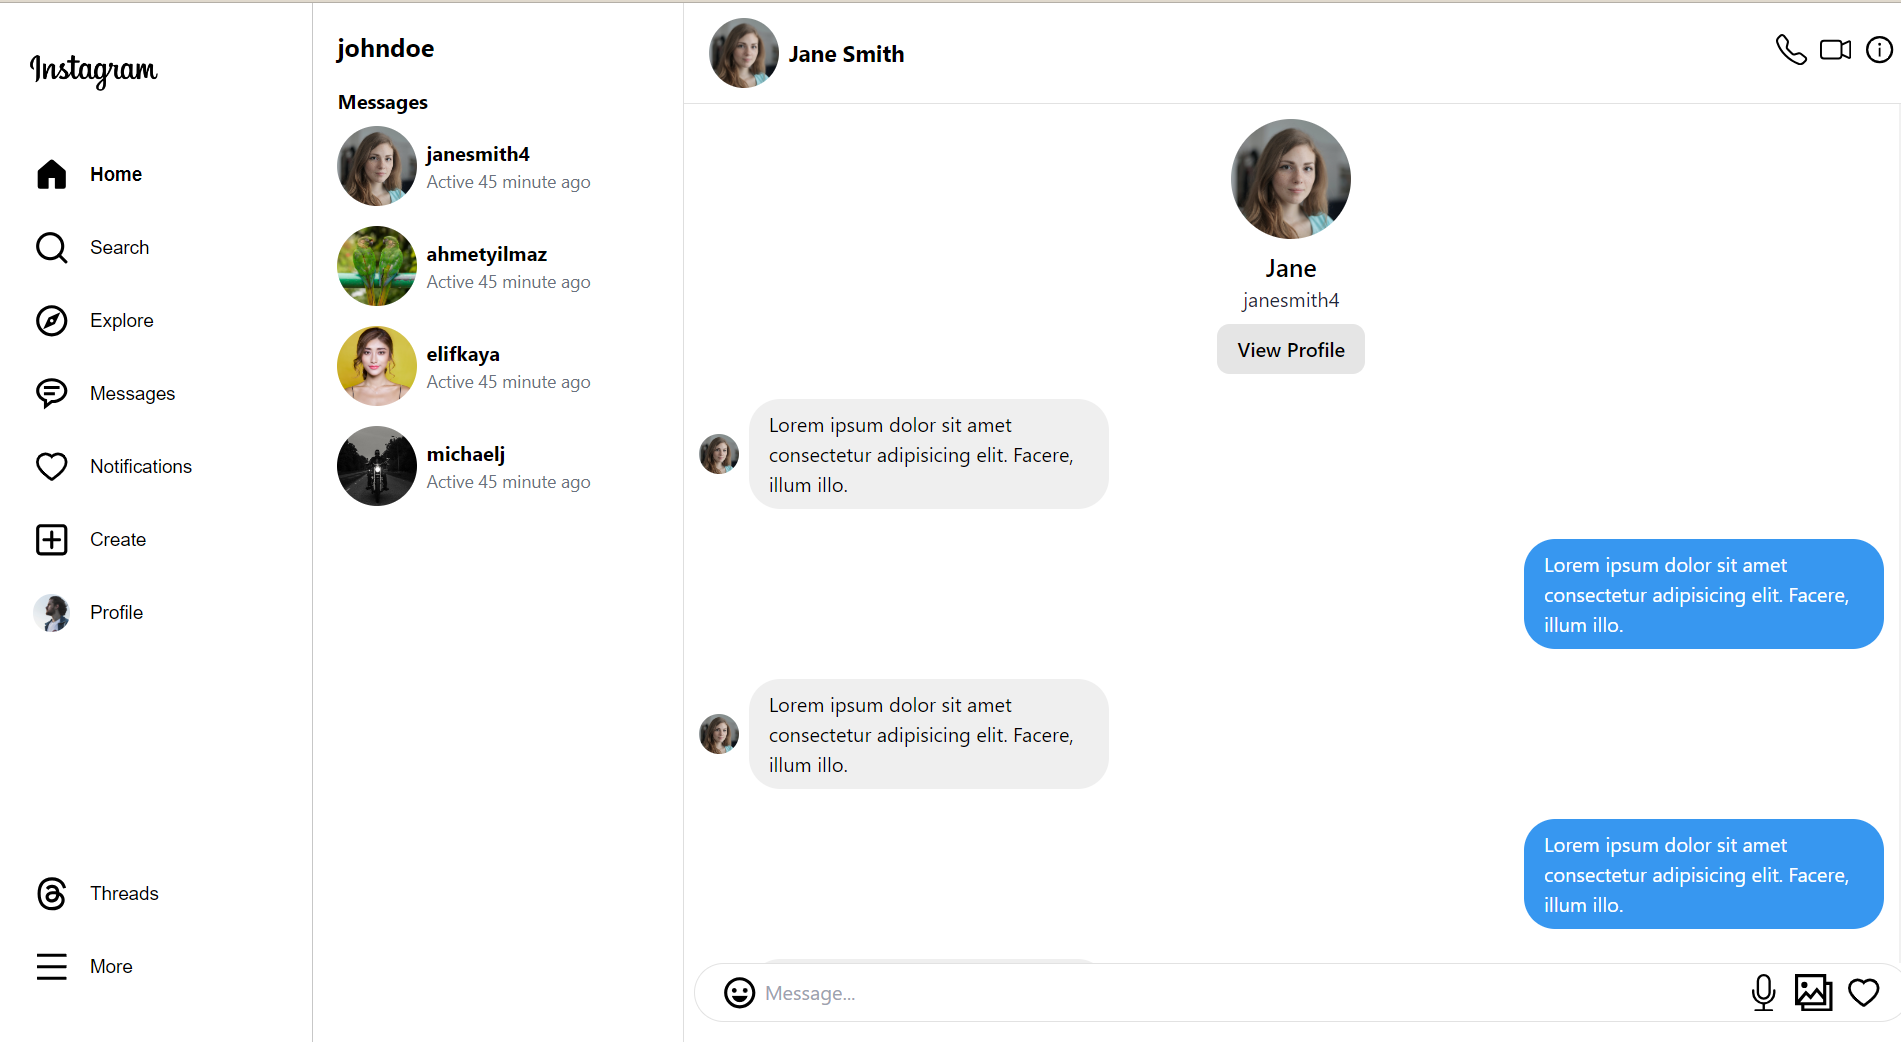 Instagram
Home
Search
Explore
Messages
Notifications
Create
Profile
Threads
More
johndoe
Messages
janesmith4
Active 45 minute ago
ahmetyilmaz
Active 45 minute ago
elifkaya
Active 45 minute ago
michaelj
Active 45 minute ago
Jane Smith
Jane
janesmith4
View Profile
Lorem ipsum dolor sit amet
consectetur adipisicing elit. Facere,
illum illo.
Lorem ipsum dolor sit amet
consectetur adipisicing elit. Facere,
illum illo.
Lorem ipsum dolor sit amet
consectetur adipisicing elit. Facere,
illum illo.
Lorem ipsum dolor sit amet
consectetur adipisicing elit. Facere,
illum illo.
Message...